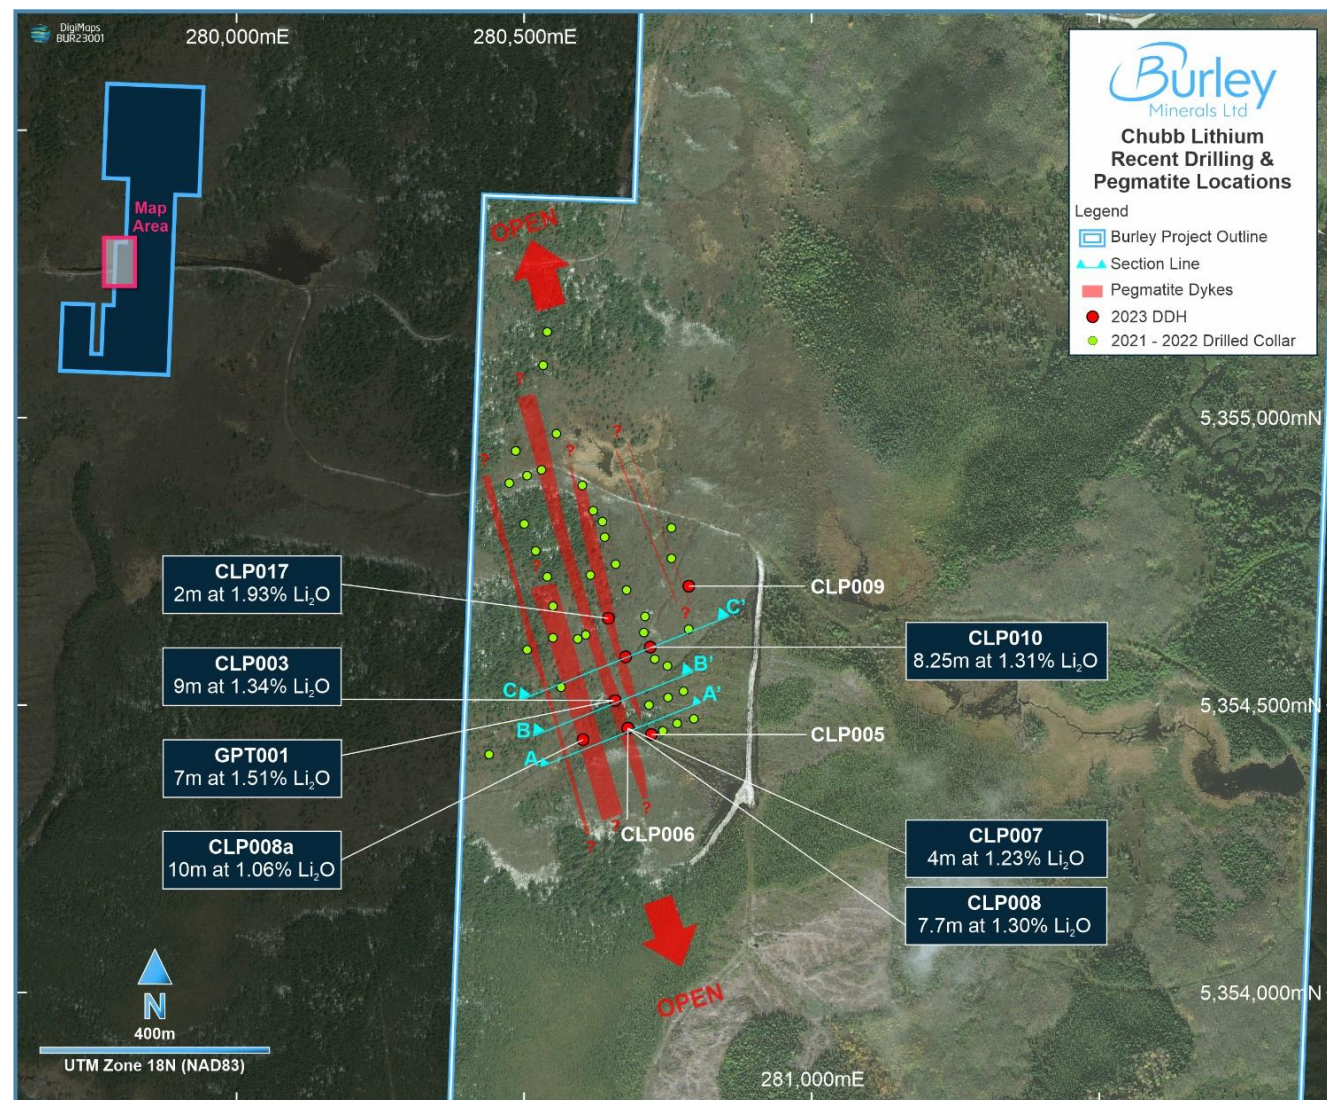 DigiMaps
BUR23001
280,000mE
280,500mE
Burley
Minerals Ltd
Chubb Lithium
Recent Drilling &
Pegmatite Locations
Legend
Burley Project Outline
Section Line
Pegmatite Dykes
2023 DDH
2021 - 2022 Drilled Collar
Map
Area
OPEN
?
?
?
?
?
?
5,355,000mN
CLP017
2m at 1.93% Li₂O
CLP009
C'
CLP003
9m at 1.34% Li₂O
CLP010
8.25m at 1.31% Li₂O
B'
C
A'
B
5,354,500mN
GPT001
7m at 1.51% Li₂O
CLP005
A
CLP008a
10m at 1.06% Li₂O
?
?
?
CLP006
CLP007
4m at 1.23% Li₂O
CLP008
7.7m at 1.30% Li₂O
OPEN
5,354,000mN
N
400m
UTM Zone 18N (NAD83)
281,000mE